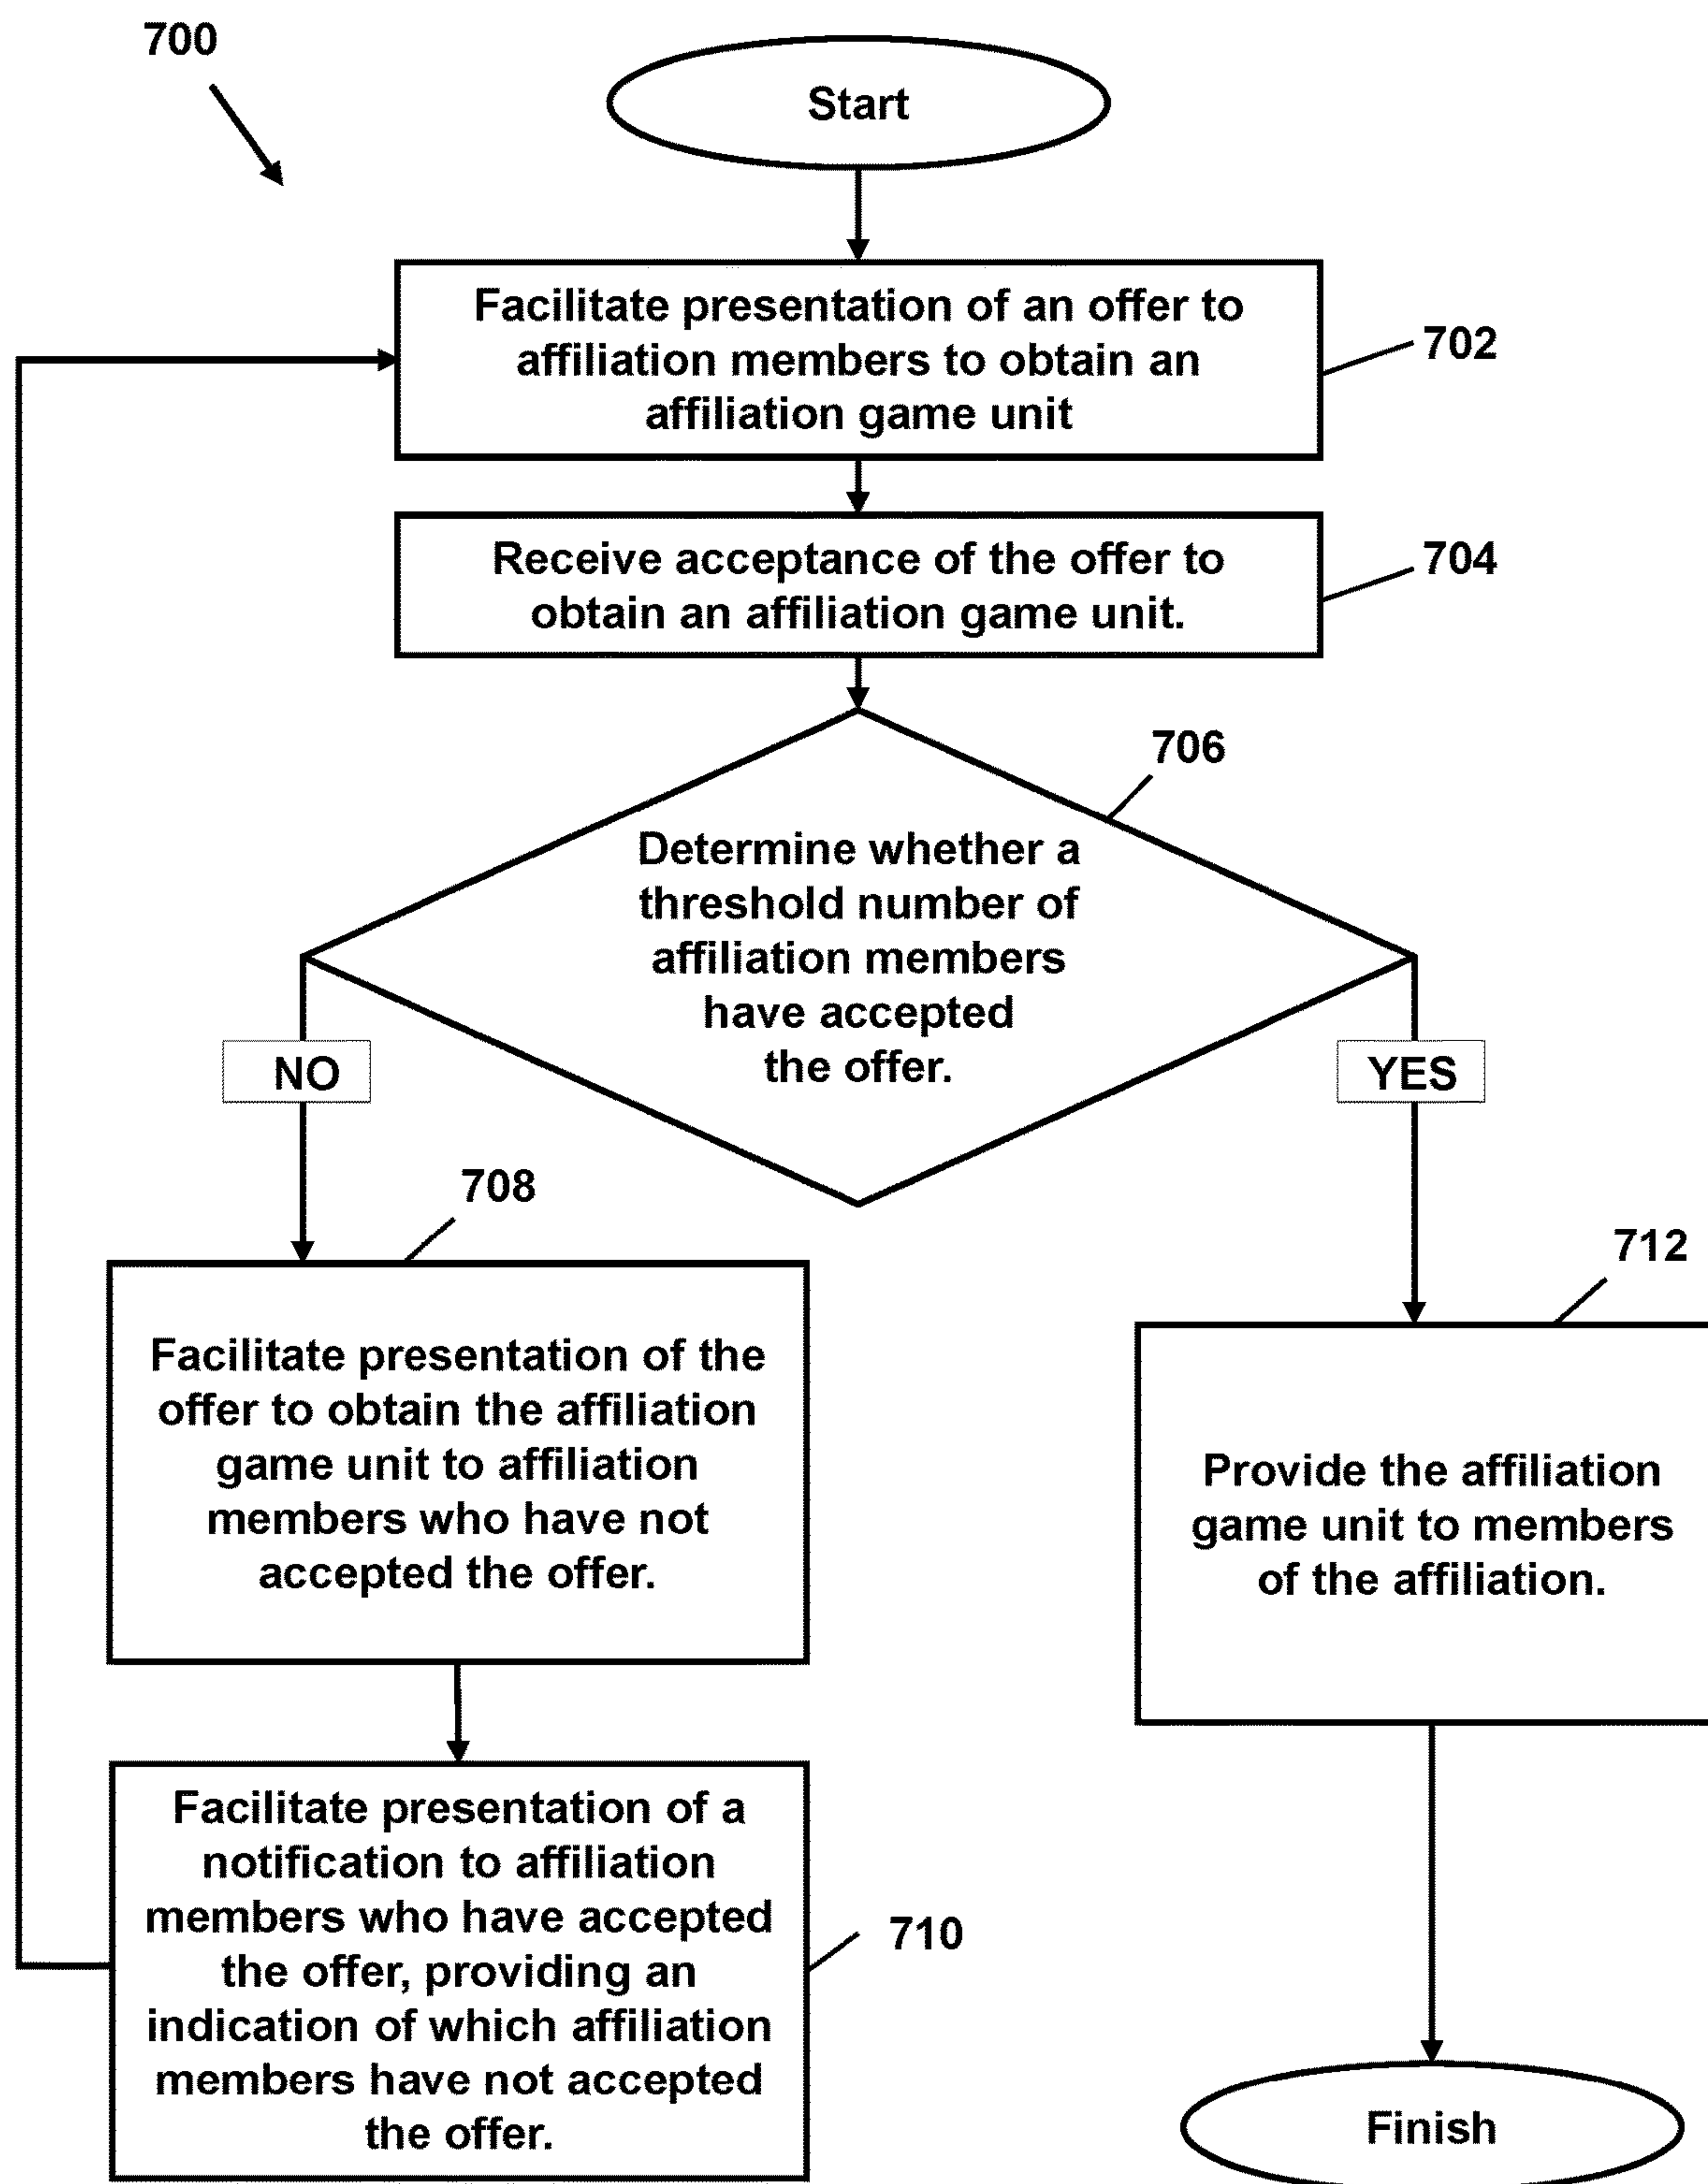 700
Start
Facilitate presentation of an offer to
affiliation members to obtain an
affiliation game unit
702
Receive acceptance of the offer to
obtain an affiliation game unit.
704
706
Determine whether a
threshold number of
affiliation members
have accepted
the offer.
NO
YES
708
Facilitate presentation of the
offer to obtain the affiliation
game unit to affiliation
members who have not
accepted the offer.
712
Provide the affiliation
game unit to members
of the affiliation.
Facilitate presentation of a
notification to affiliation
members who have accepted
the offer, providing an
indication of which affiliation
members have not accepted
the offer.
710
Finish